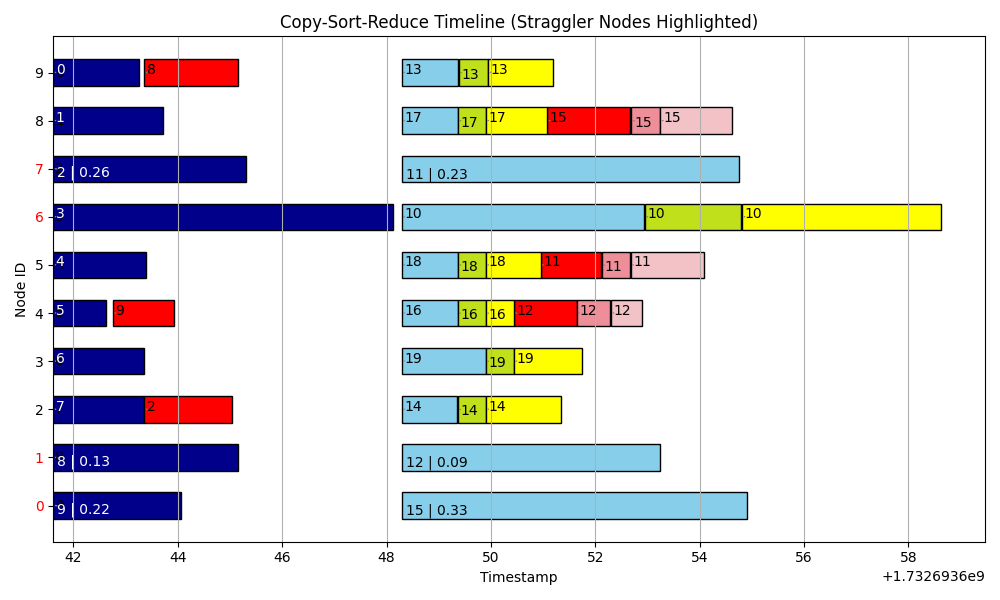 Copy-Sort-Reduce Timeline (Straggler Nodes Highlighted)
Node ID
9 0 8 13 13 13
8 1 17 17 17 15 15 15
7 2 | 0.26 11 | 0.23
6 3 10 10 10
5 4 18 18 18 11 11 11
4 5 9 16 16 16 12 12 12
3 6 19 19 19
2 7 2 14 14 14
1 8 | 0.13 12 | 0.09
0 9 | 0.22 15 | 0.33
42 44 46 48 50 52 54 56 58
Timestamp
+1.7326936e9